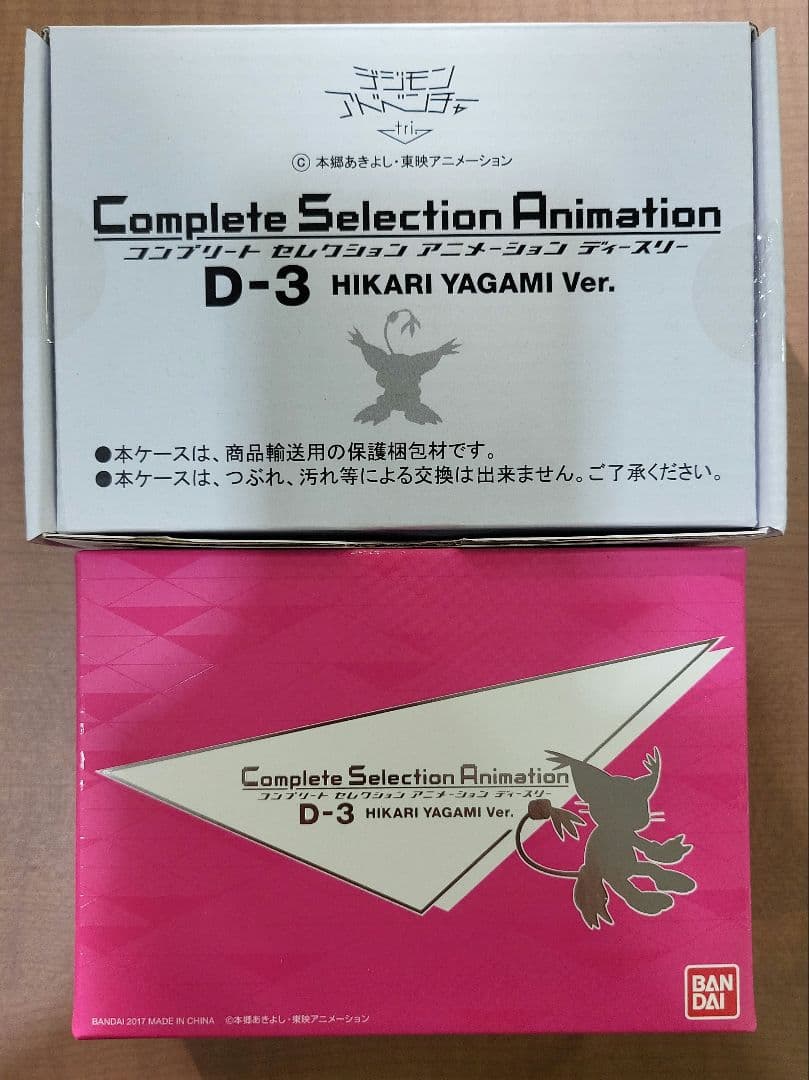 デジモン
アドベンチャー
tri.
Ⓒ 本郷あきよし・東映アニメーション
Complete Selection Animation
コンプリート セレクション アニメーション ディースリー
D-3 HIKARI YAGAMI Ver.
●本ケースは、商品輸送用の保護梱包材です。
●本ケースは、つぶれ、汚れ等による交換は出来ません。ご了承ください。
Complete Selection Animation
コンプリート セレクション アニメーション ディースリー
D-3 HIKARI YAGAMI Ver.
BAN
DAI
BANDAI 2017 MADE IN CHINA ©本郷あきよし・東映アニメーション